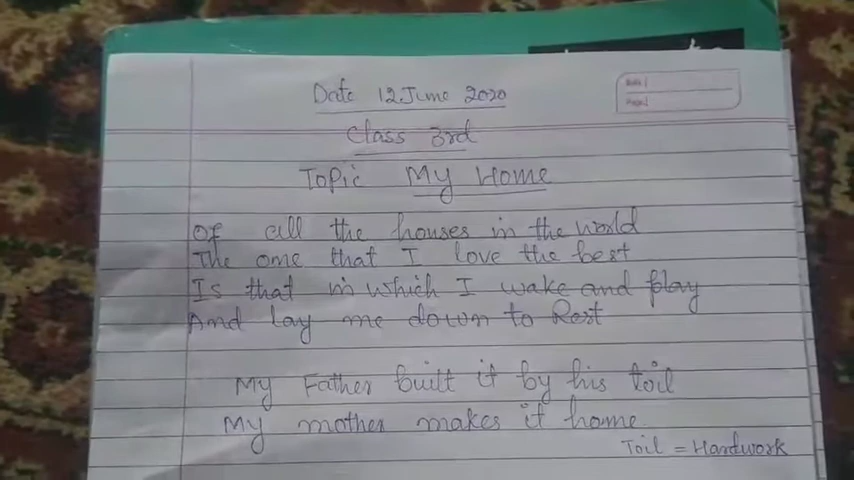 Date 12 June 2020
Class 3rd
Topic My Home
Of all the houses in the world
The one that I love the best
Is that in which I wake and play
And lay me down to Rest
My Father built it by his toil
My mother makes it home
Toil = Hardwork